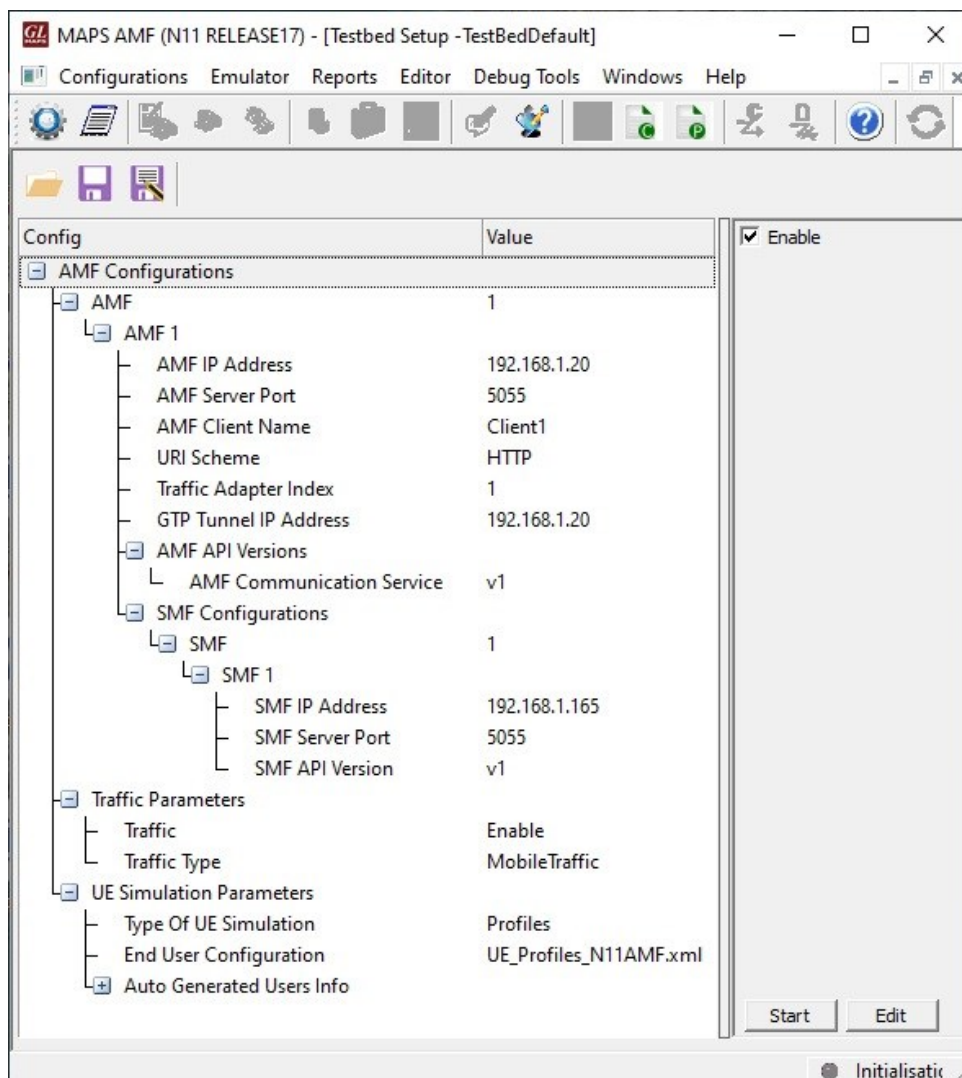 GL MAPS MAPS AMF (N11 RELEASE17) - [Testbed Setup -TestBedDefault]
Configurations Emulator Reports Editor Debug Tools Windows Help
C P ?
Config Value Enable
AMF Configurations
AMF 1
AMF 1
AMF IP Address 192.168.1.20
AMF Server Port 5055
AMF Client Name Client1
URI Scheme HTTP
Traffic Adapter Index 1
GTP Tunnel IP Address 192.168.1.20
AMF API Versions
AMF Communication Service v1
SMF Configurations
SMF 1
SMF 1
SMF IP Address 192.168.1.165
SMF Server Port 5055
SMF API Version v1
Traffic Parameters
Traffic Enable
Traffic Type MobileTraffic
UE Simulation Parameters
Type Of UE Simulation Profiles
End User Configuration UE_Profiles_N11AMF.xml
Auto Generated Users Info
Start Edit